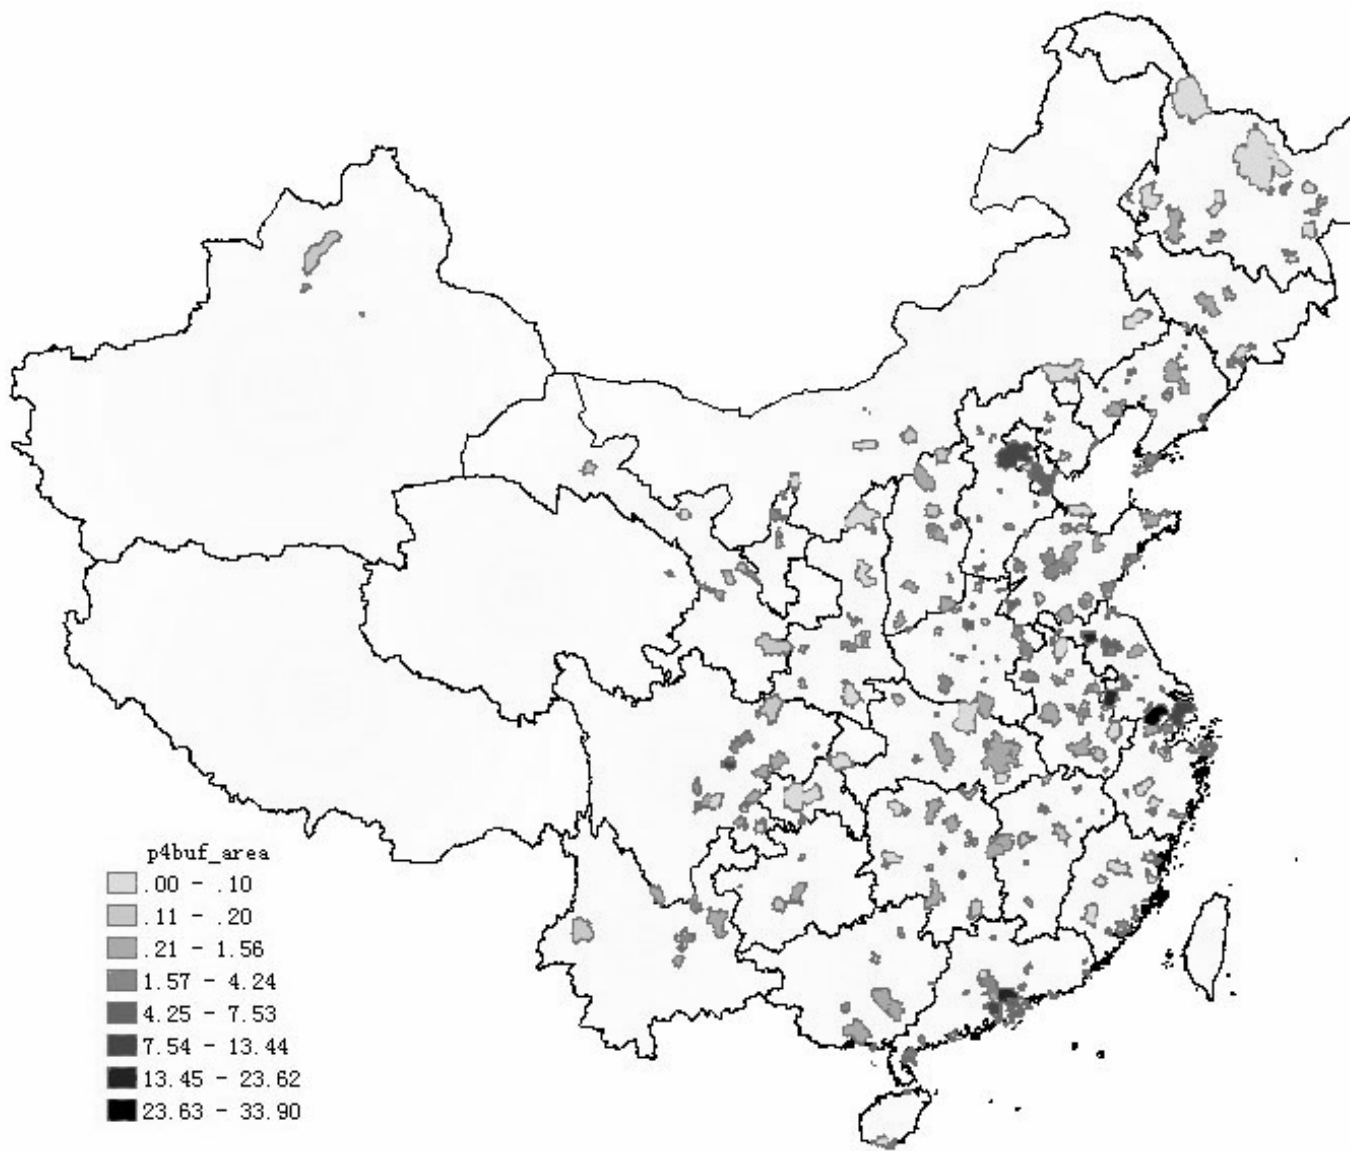 p4buf_area
.00 - .10
.11 - .20
.21 - 1.56
1.57 - 4.24
4.25 - 7.53
7.54 - 13.44
13.45 - 23.62
23.63 - 33.90